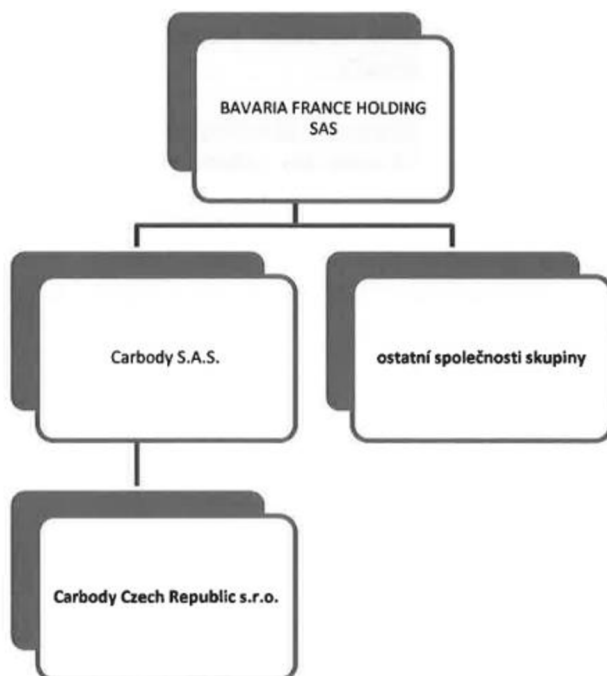 BAVARIA FRANCE HOLDING
SAS
Carbody S.A.S.
ostatní společnosti skupiny
Carbody Czech Republic s.r.o.